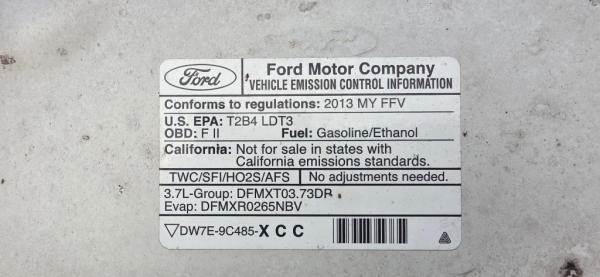 Ford
Ford Motor Company
VEHICLE EMISSION CONTROL INFORMATION
Conforms to regulations: 2013 MY FFV
U.S. EPA: T2B4 LDT3
OBD: F II Fuel: Gasoline/Ethanol
California: Not for sale in states with
California emissions standards.
TWC/SFI/HO2S/AFS No adjustments needed.
3.7L-Group: DFMXT03.73DR
Evap: DFMXR0265NBV
▽DW7E-9C485-XCC